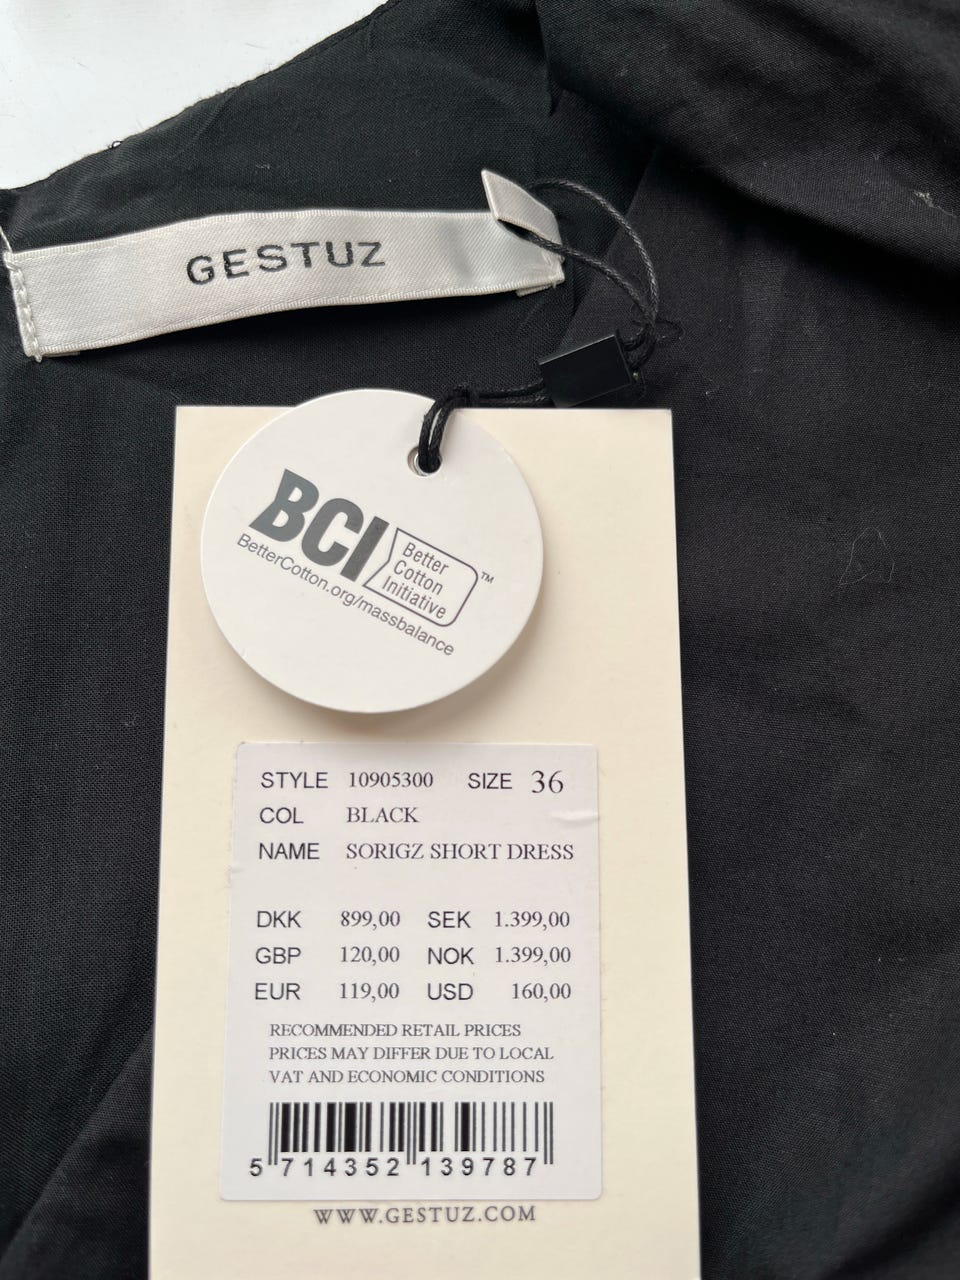 GESTUZ
BCI
Better
Cotton
Initiative™
BetterCotton.org/massbalance
STYLE 10905300 SIZE 36
COL BLACK
NAME SORIGZ SHORT DRESS
DKK 899,00 SEK 1.399,00
GBP 120,00 NOK 1.399,00
EUR 119,00 USD 160,00
RECOMMENDED RETAIL PRICES
PRICES MAY DIFFER DUE TO LOCAL
VAT AND ECONOMIC CONDITIONS
5 714352 139787
WWW.GESTUZ.COM